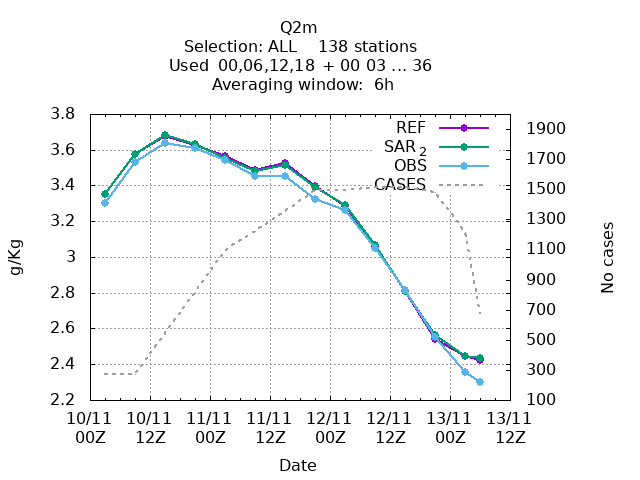 Q2m
Selection: ALL    138 stations
Used  00,06,12,18 + 00 03 ... 36
Averaging window:  6h
3.8
3.6
3.4
3.2
3
2.8
2.6
2.4
2.2
g/Kg
REF
SAR 2
OBS
CASES
1900
1700
1500
1300
1100
900
700
500
300
100
No cases
10/11 10/11 11/11 11/11 12/11 12/11 13/11 13/11
00Z 12Z 00Z 12Z 00Z 12Z 00Z 12Z
Date